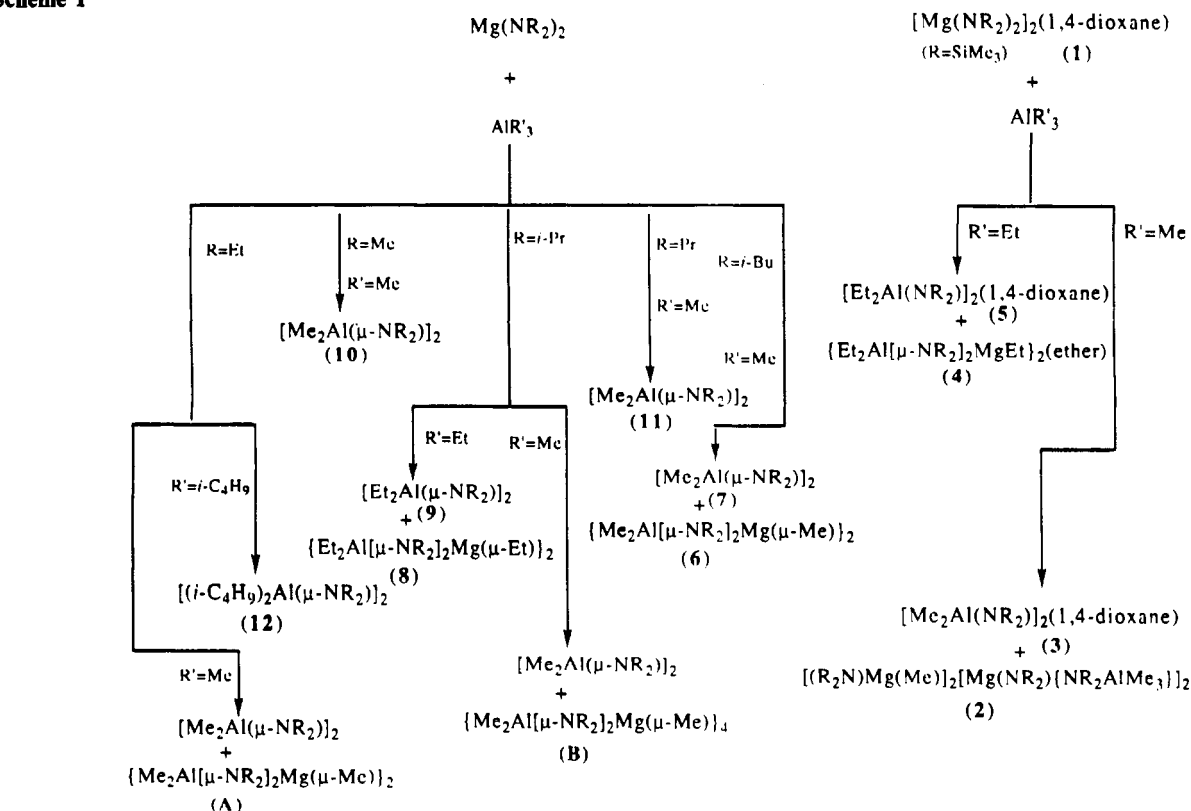 Scheme 1
Mg(NR₂)₂
+
AlR'₃
R=Et
R=Me
R'=Me
[Me₂Al(μ-NR₂)]₂
(10)
R=i-Pr
R=Pr
R'=Me
[Me₂Al(μ-NR₂)]₂
(11)
R=i-Bu
R'=Me
[Me₂Al(μ-NR₂)]₂
+ (7)
{Me₂Al[μ-NR₂]₂Mg(μ-Me)}₂
(6)
R'=Et
[Et₂Al(μ-NR₂)]₂
+ (9)
{Et₂Al[μ-NR₂]₂Mg(μ-Et)}₂
(8)
R'=Me
[Me₂Al(μ-NR₂)]₂
+
{Me₂Al[μ-NR₂]₂Mg(μ-Me)}₄
(B)
R'=i-C₄H₉
[(i-C₄H₉)₂Al(μ-NR₂)]₂
(12)
R'=Me
[Me₂Al(μ-NR₂)]₂
+
{Me₂Al[μ-NR₂]₂Mg(μ-Me)}₂
(A)
[Mg(NR₂)₂]₂(1,4-dioxane)
(R=SiMe₃) (1)
+
AlR'₃
R'=Et
[Et₂Al(NR₂)]₂(1,4-dioxane)
+ (5)
{Et₂Al[μ-NR₂]₂MgEt}₂(ether)
(4)
R'=Me
[Me₂Al(NR₂)]₂(1,4-dioxane)
+ (3)
[(R₂N)Mg(Me)]₂[Mg(NR₂){NR₂AlMe₃}]₂
(2)